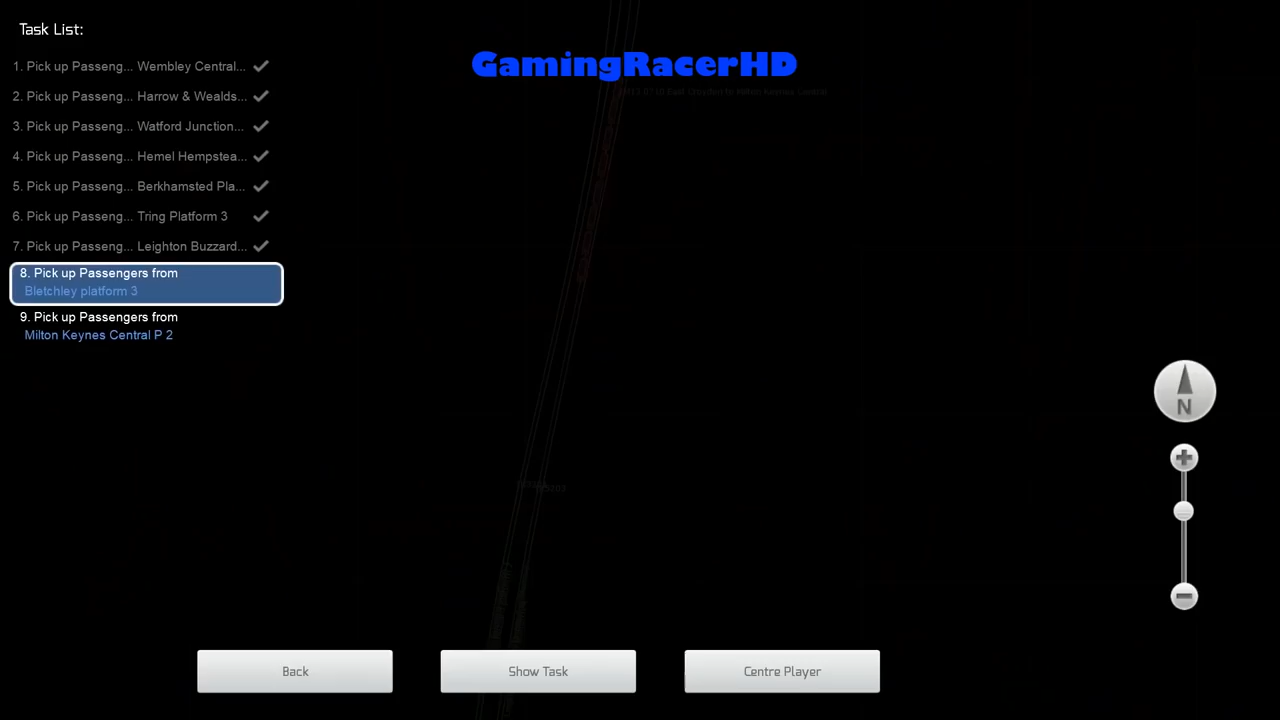 Task List:
GamingRacerHD
1. Pick up Passeng... Wembley Central...
2. Pick up Passeng... Harrow & Wealds...
3. Pick up Passeng... Watford Junction...
4. Pick up Passeng... Hemel Hempstea...
5. Pick up Passeng... Berkhamsted Pla...
6. Pick up Passeng... Tring Platform 3
7. Pick up Passeng... Leighton Buzzard...
8. Pick up Passengers from
Bletchley platform 3
9. Pick up Passengers from
Milton Keynes Central P 2
N
Back
Show Task
Centre Player